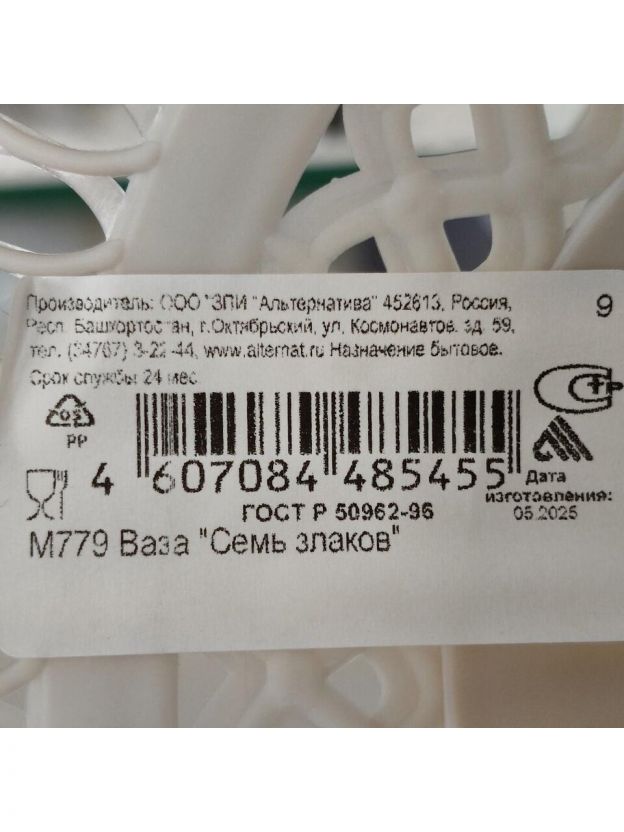 Производитель: ООО "ЗПИ "Альтернатива" 452613, Россия,
Респ. Башкортостан, г.Октябрьский, ул. Космонавтов, зд. 59,
тел. (34767) 3-22-44, www.alternat.ru Назначение бытовое.
Срок службы 24 мес.
9
05
PP
4 607084 485455
Дата
изготовления:
05.2025
ГОСТ Р 50962-96
М779 Ваза "Семь злаков"